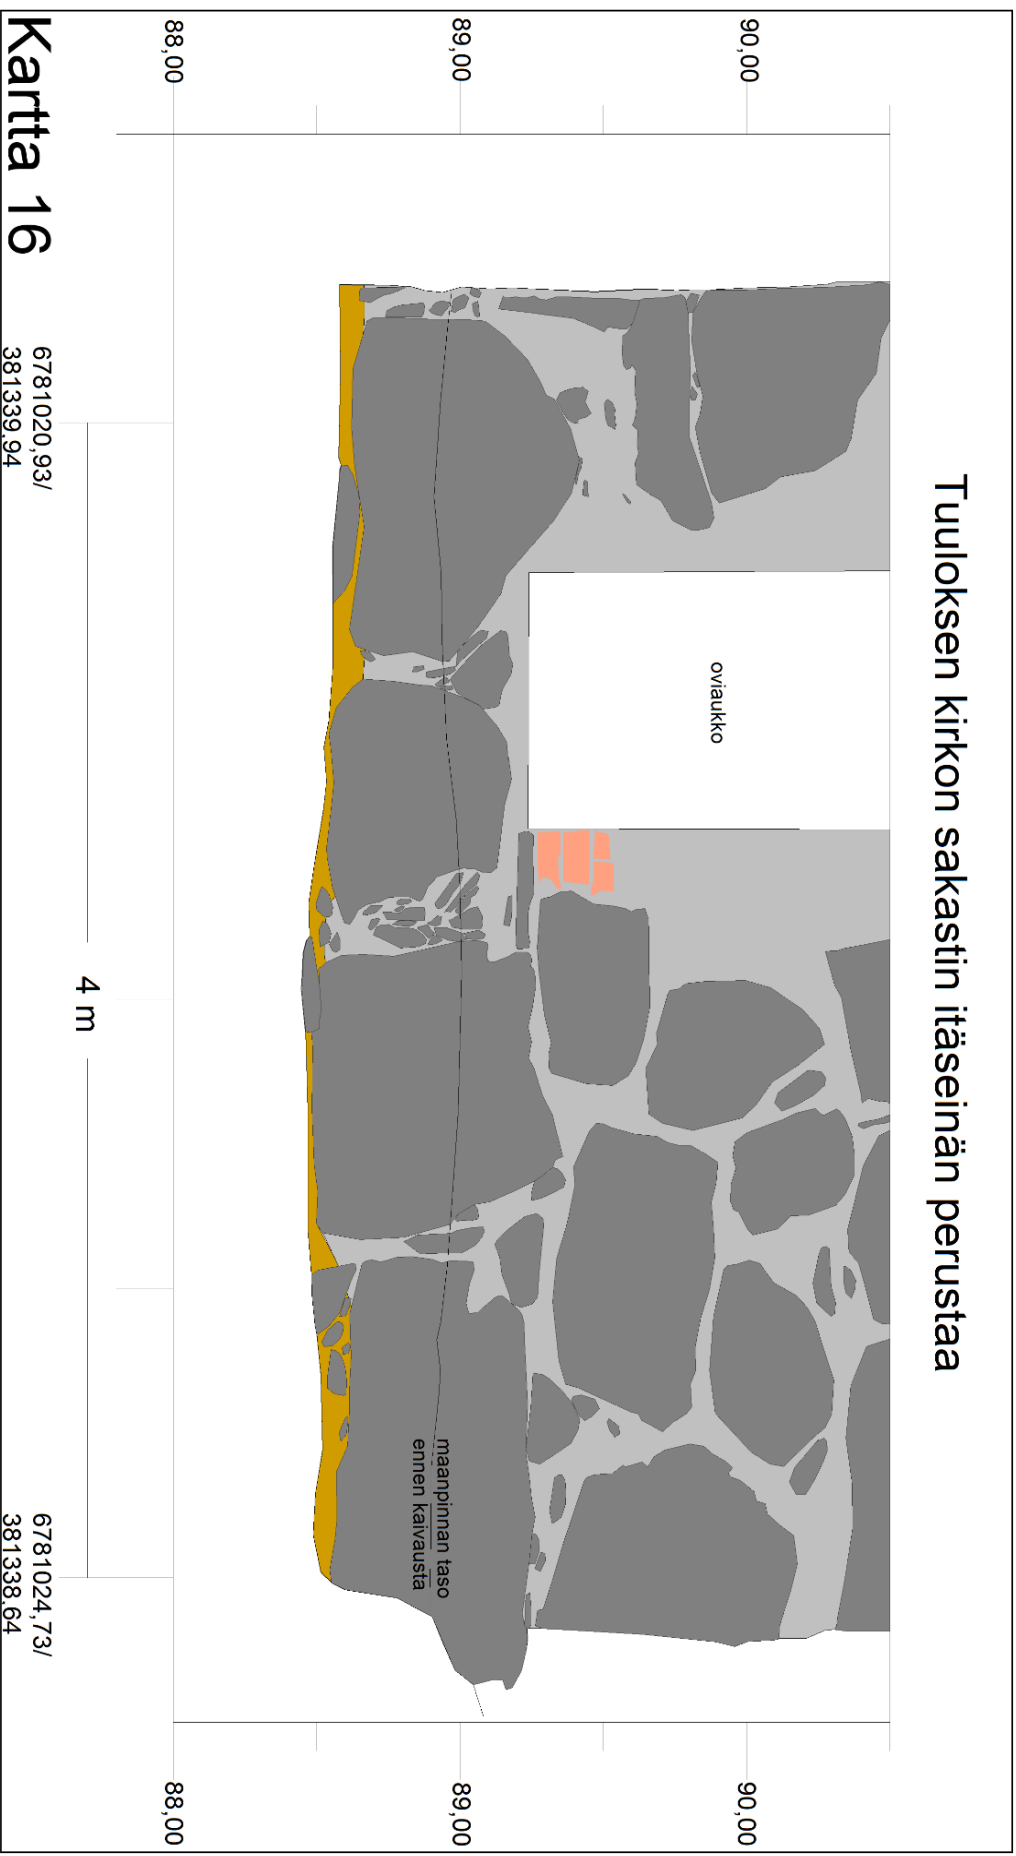 Tuuloksen kirkon sakastin itäseinän perustaa
90,00
90,00
89,00
89,00
88,00
88,00
oviaukko
maanpinnan taso
ennen kaivausta
4 m
6781020,93/
381339,94
6781024,73/
381338,64
Kartta 16